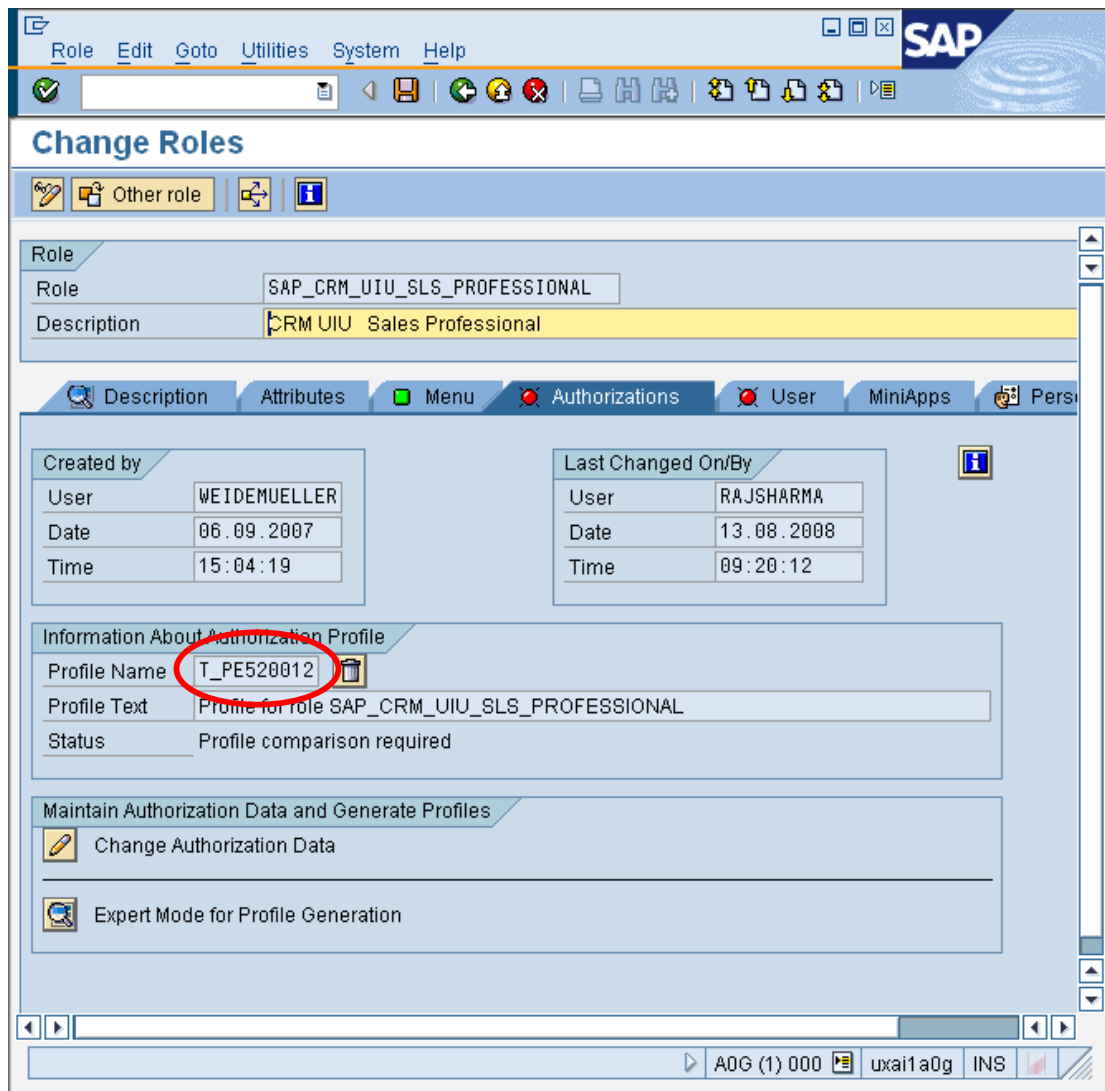 Role Edit Goto Utilities System Help
SAP
Change Roles
Other role
Role
Role SAP_CRM_UIU_SLS_PROFESSIONAL
Description CRM UIU Sales Professional
Description Attributes Menu Authorizations User MiniApps Perso
Created by Last Changed On/By
User WEIDEMUELLER User RAJSHARMA
Date 06.09.2007 Date 13.08.2008
Time 15:04:19 Time 09:20:12
Information About Authorization Profile
Profile Name T_PE520012
Profile Text Profile for role SAP_CRM_UIU_SLS_PROFESSIONAL
Status Profile comparison required
Maintain Authorization Data and Generate Profiles
Change Authorization Data
Expert Mode for Profile Generation
A0G (1) 000 uxai1a0g INS